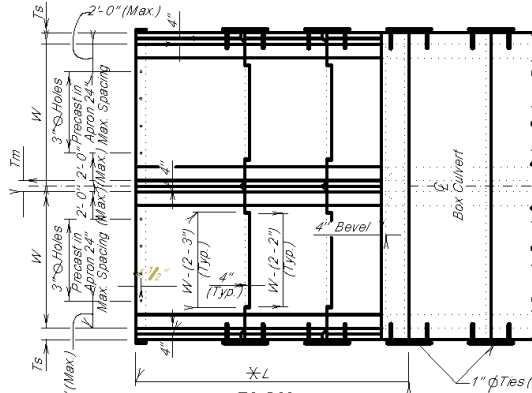 Ts
2'-0" (Max.)
4"
W
3" Ø Holes
Precast in
Apron 24"
Max. Spacing
2'-0" (Max.)
Tm
4"
2'-0" (Max.)
W
3" Ø Holes
Precast in
Apron 24"
Max. Spacing
W-(2'-3")
(Typ.)
4"
(Typ.)
W-(2'-2")
(Typ.)
4" Bevel
℄
Box Culvert
½"
Ts
(Max.)
4"
* L
1" ϕ Ties (